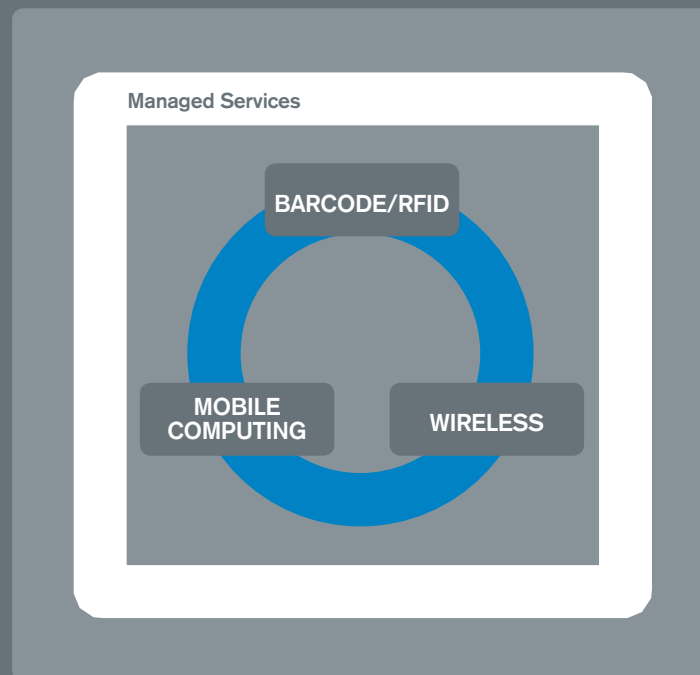 Managed Services
BARCODE/RFID
MOBILE
COMPUTING
WIRELESS